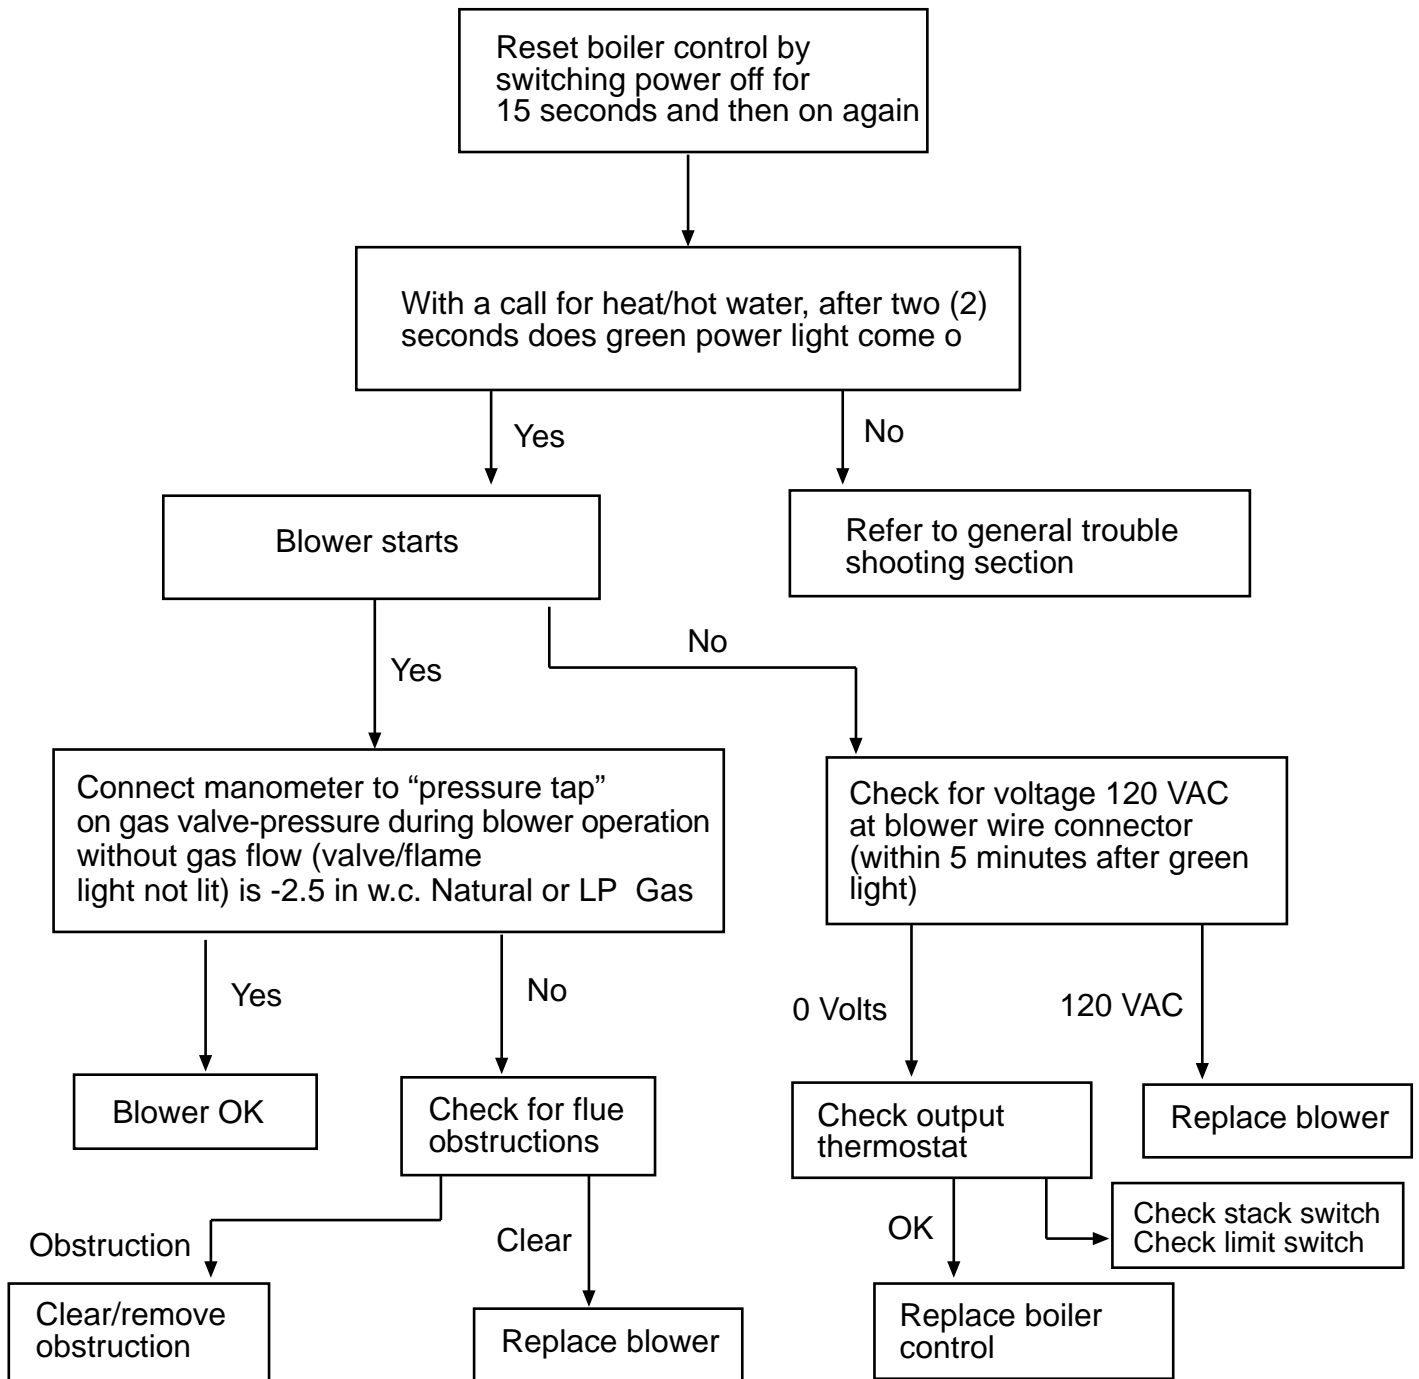 Reset boiler control by
switching power off for
15 seconds and then on again
With a call for heat/hot water, after two (2)
seconds does green power light come o
Yes
No
Blower starts
Refer to general trouble
shooting section
Yes
No
Connect manometer to “pressure tap”
on gas valve-pressure during blower operation
without gas flow (valve/flame
light not lit) is -2.5 in w.c. Natural or LP Gas
Check for voltage 120 VAC
at blower wire connector
(within 5 minutes after green
light)
Yes
No
0 Volts
120 VAC
Blower OK
Check for flue
obstructions
Check output
thermostat
Replace blower
Obstruction
Clear
OK
Check stack switch
Check limit switch
Clear/remove
obstruction
Replace blower
Replace boiler
control